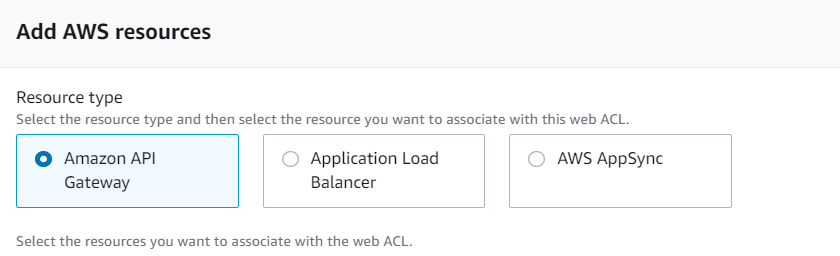 Add AWS resources
Resource type
Select the resource type and then select the resource you want to associate with this web ACL.
Amazon API
Gateway
Application Load
Balancer
AWS AppSync
Select the resources you want to associate with the web ACL.